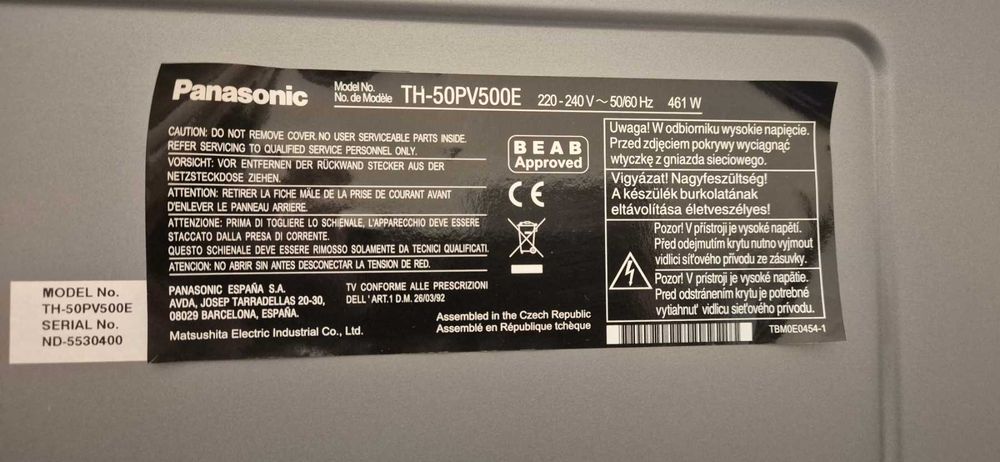 Panasonic
Model No.
No. de Modèle
TH-50PV500E
220 - 240 V ~ 50/60 Hz
461 W
CAUTION: DO NOT REMOVE COVER. NO USER SERVICEABLE PARTS INSIDE.
REFER SERVICING TO QUALIFIED SERVICE PERSONNEL ONLY.
VORSICHT: VOR ENTFERNEN DER RÜCKWAND STECKER AUS DER
NETZSTECKDOSE ZIEHEN.
ATTENTION: RETIRER LA FICHE MÂLE DE LA PRISE DE COURANT AVANT
D'ENLEVER LE PANNEAU ARRIERE.
ATTENZIONE: PRIMA DI TOGLIERE LO SCHIENALE, L'APPARECCHIO DEVE ESSERE
STACCATO DALLA PRESA DI CORRENTE.
QUESTO SCHIENALE DEVE ESSERE RIMOSSO SOLAMENTE DA TECNICI QUALIFICATI.
ATENCION: NO ABRIR SIN ANTES DESCONECTAR LA TENSION DE RED.
PANASONIC ESPAÑA S.A.
AVDA, JOSEP TARRADELLAS 20-30,
08029 BARCELONA, ESPAÑA.
TV CONFORME ALLE PRESCRIZIONI
DELL'ART.1 D.M. 26/03/92
Matsushita Electric Industrial Co., Ltd.
Assembled in the Czech Republic
Assemblé en République tchèque
BEAB
Approved
CE
Uwaga! W odbiorniku wysokie napięcie.
Przed zdjęciem pokrywy wyciągnąć
wtyczkę z gniazda sieciowego.
Vigyázat! Nagyfeszültség!
A készülék burkolatának
eltávolítása életveszélyes!
Pozor! V přístroji je vysoké napětí.
Před odejmutím krytu nutno vyjmout
vidlici síťového přívodu ze zásuvky.
Pozor! V prístroji je vysoké napätie.
Pred odstránením krytu je potrebné
vytiahnuť vidlicu sieťového prívodu.
TBM0E0454-1
MODEL No.
TH-50PV500E
SERIAL No.
ND-5530400